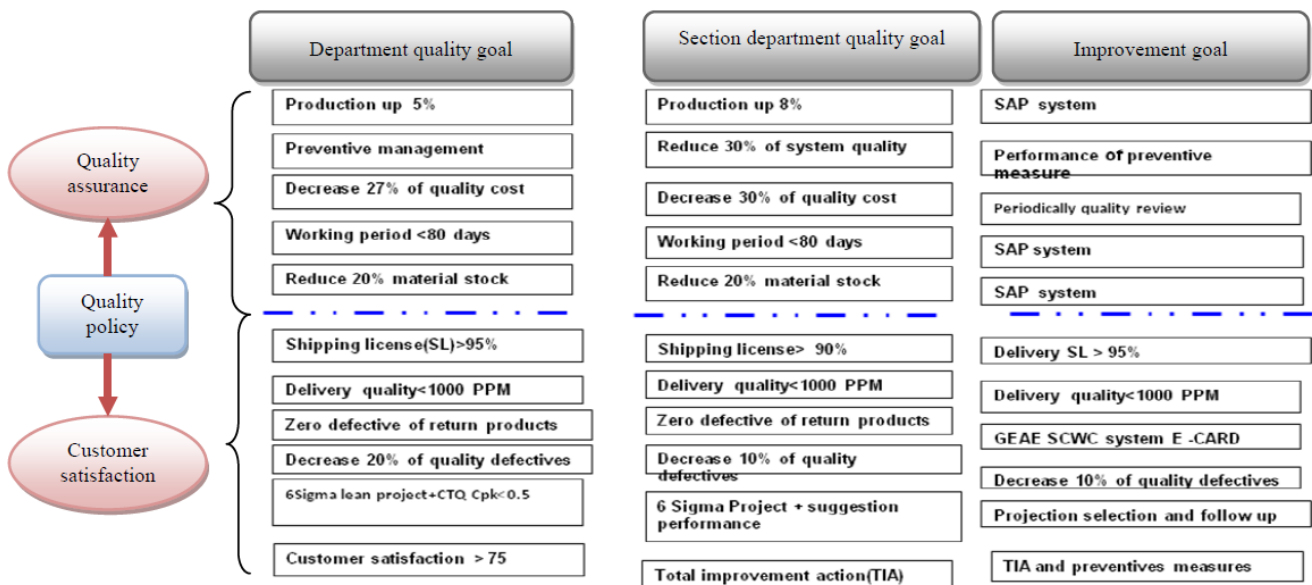 Department quality goal
Section department quality goal
Improvement goal
Quality
assurance
Quality
policy
Customer
satisfaction
Production up 5%
Preventive management
Decrease 27% of quality cost
Working period <80 days
Reduce 20% material stock
Shipping license(SL)>95%
Delivery quality<1000 PPM
Zero defective of return products
Decrease 20% of quality defectives
6Sigma lean project+CTQ Cpk<0.5
Customer satisfaction > 75
Production up 8%
Reduce 30% of system quality
Decrease 30% of quality cost
Working period <80 days
Reduce 20% material stock
Shipping license> 90%
Delivery quality<1000 PPM
Zero defective of return products
Decrease 10% of quality
defectives
6 Sigma Project + suggestion
performance
Total improvement action(TIA)
SAP system
Performance of preventive
measure
Periodically quality review
SAP system
SAP system
Delivery SL > 95%
Delivery quality<1000 PPM
GEAE SCWC system E -CARD
Decrease 10% of quality defectives
Projection selection and follow up
TIA and preventives measures